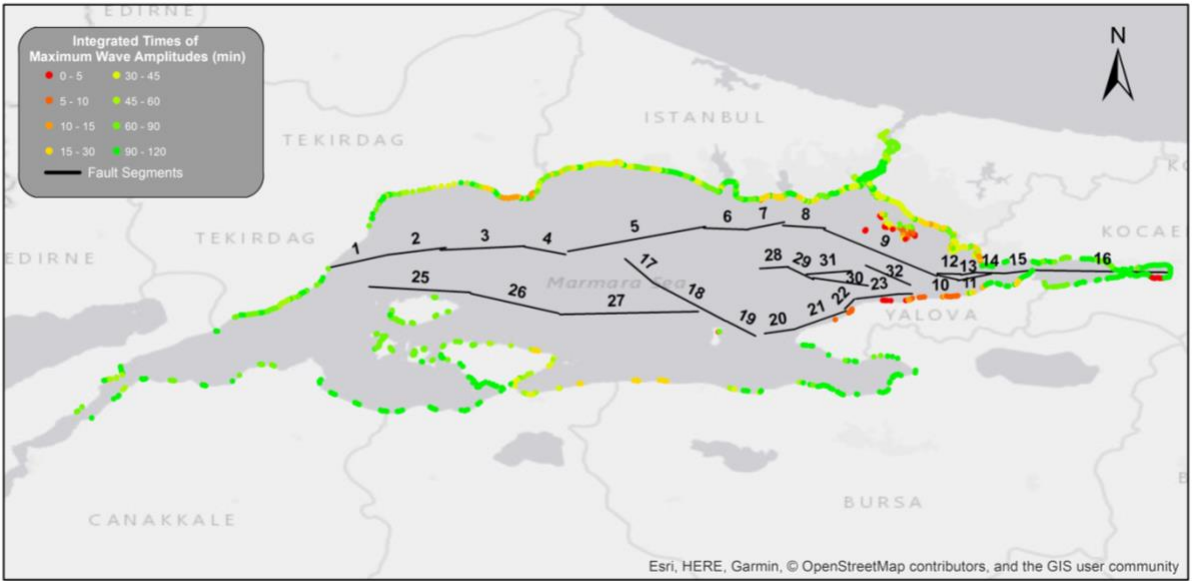 EDIRNE
Integrated Times of
Maximum Wave Amplitudes (min)
0 - 5
30 - 45
5 - 10
45 - 60
10 - 15
60 - 90
15 - 30
90 - 120
Fault Segments
N
ISTANBUL
TEKIRDAG
TEKIRDAG
EDIRNE
KOCAE
Marmara Sea
YALOVA
BURSA
CANAKKALE
1
2
3
4
5
6
7
8
9
12
13
14
15
16
10
11
17
18
19
20
21
22
23
28
29
31
30
32
25
26
27
Esri, HERE, Garmin, © OpenStreetMap contributors, and the GIS user community